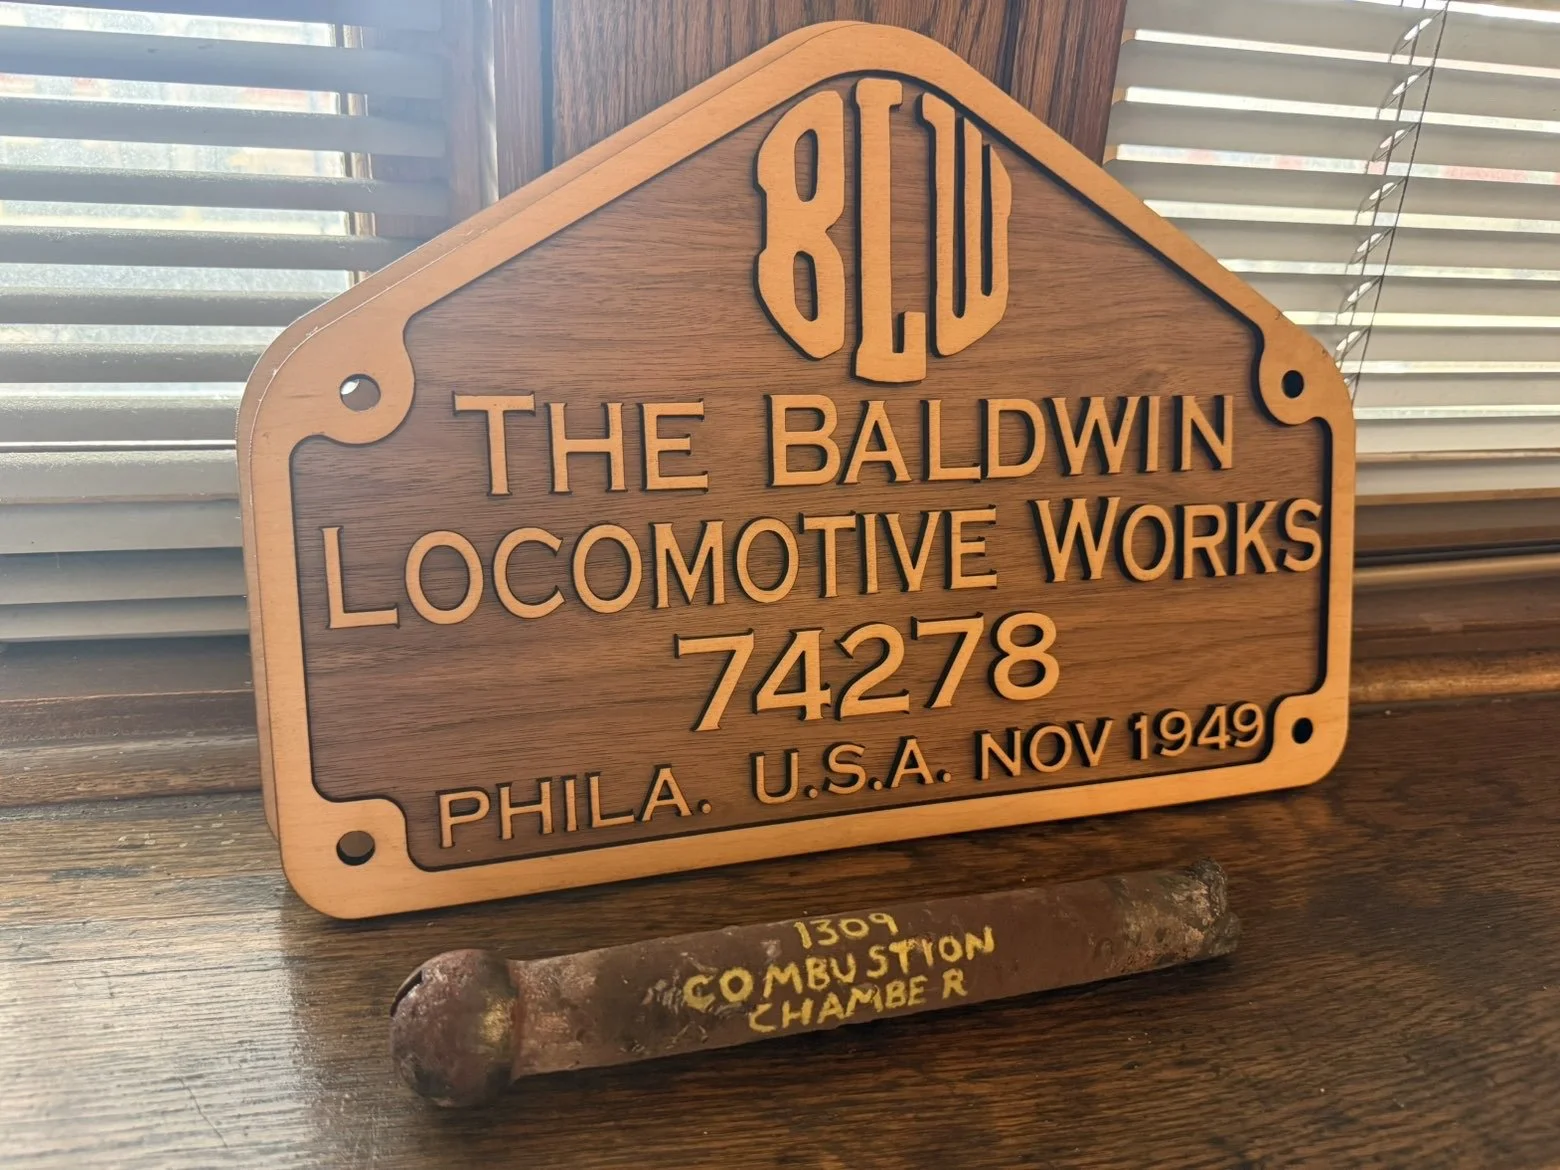 BLW
THE BALDWIN
LOCOMOTIVE WORKS
74278
PHILA. U.S.A. NOV 1949
1309
COMBUSTION
CHAMBER